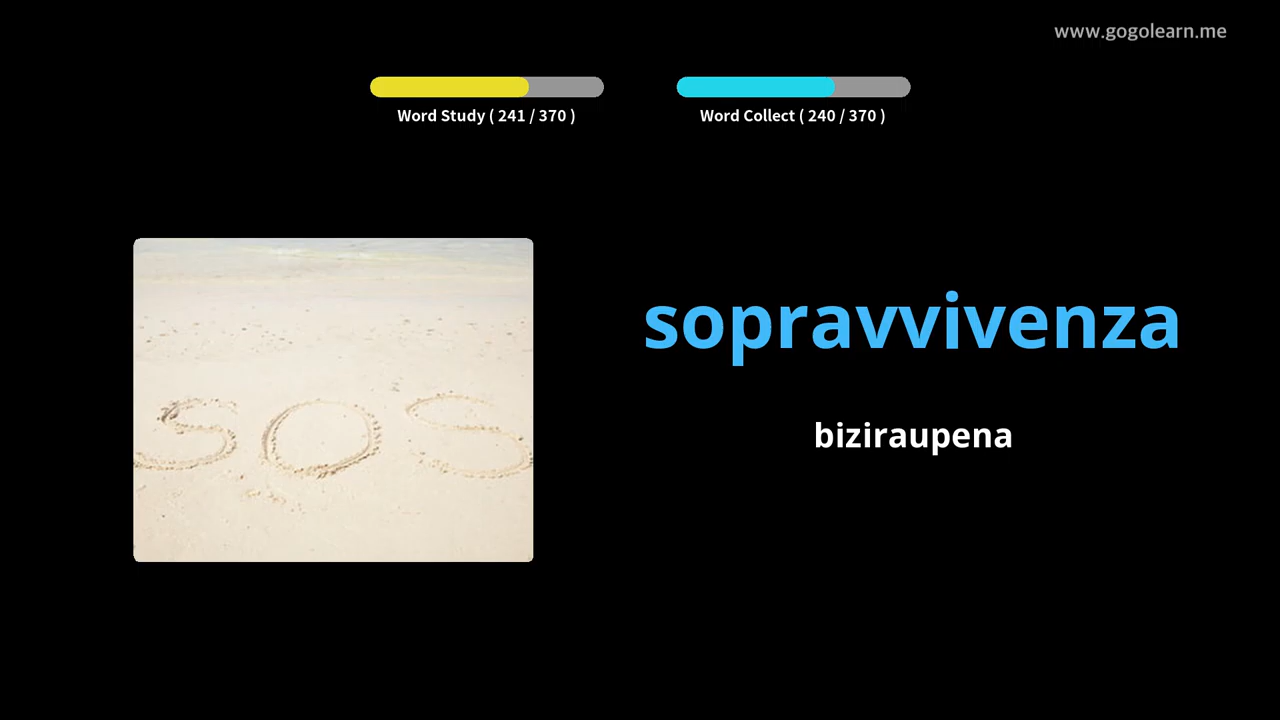 www.gogolearn.me
Word Study ( 241 / 370 )
Word Collect ( 240 / 370 )
SOS
sopravvivenza
biziraupena